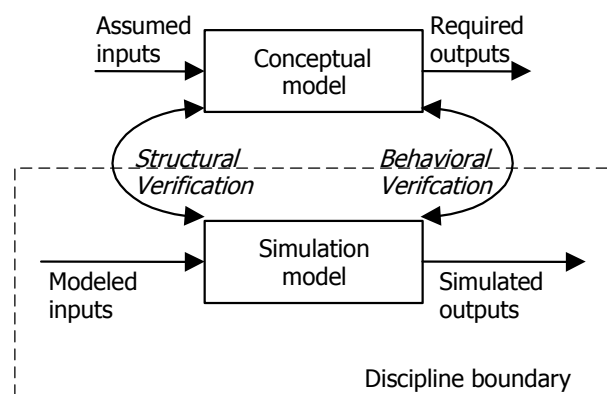 Assumed
inputs
Conceptual
model
Required
outputs
Structural
Verification
Behavioral
Verifcation
Modeled
inputs
Simulation
model
Simulated
outputs
Discipline boundary